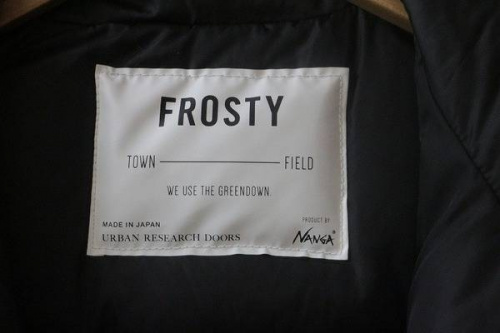 FROSTY
TOWN FIELD
WE USE THE GREENDOWN.
MADE IN JAPAN
URBAN RESEARCH DOORS
PRODUCT BY
NANGA®